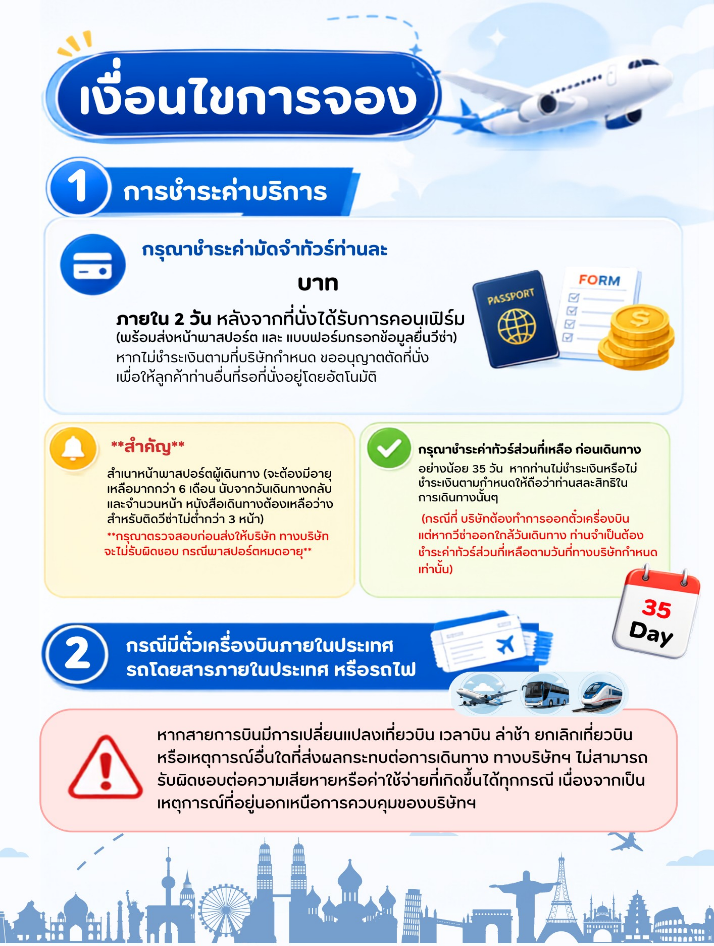 เงื่อนไขการจอง
1 การชำระค่าบริการ
กรุณาชำระค่ามัดจำทัวร์ท่านละ
บาท
ภายใน 2 วัน หลังจากที่นั่งได้รับการคอนเฟิร์ม
(พร้อมส่งหน้าพาสปอร์ต และ แบบฟอร์มกรอกข้อมูลยื่นวีซ่า)
หากไม่ชำระเงินตามที่บริษัทกำหนด ขออนุญาตตัดที่นั่ง
เพื่อให้ลูกค้าท่านอื่นที่รอที่นั่งอยู่โดยอัตโนมัติ
PASSPORT
FORM
**สำคัญ**
สำเนาหน้าพาสปอร์ตผู้เดินทาง (จะต้องมีอายุ
เหลือมากกว่า 6 เดือน นับจากวันเดินทางกลับ
และจำนวนหน้า หนังสือเดินทางต้องเหลือว่าง
สำหรับติดวีซ่าไม่ต่ำกว่า 3 หน้า)
**กรุณาตรวจสอบก่อนส่งให้บริษัท ทางบริษัท
จะไม่รับผิดชอบ กรณีพาสปอร์ตหมดอายุ**
กรุณาชำระค่าทัวร์ส่วนที่เหลือ ก่อนเดินทาง
อย่างน้อย 35 วัน หากท่านไม่ชำระเงินหรือไม่
ชำระเงินตามกำหนดให้ถือว่าท่านสละสิทธิใน
การเดินทางนั้นๆ
(กรณีที่ บริษัทต้องทำการออกตั๋วเครื่องบิน
แต่หากวีซ่าออกใกล้วันเดินทาง ท่านจำเป็นต้อง
ชำระค่าทัวร์ส่วนที่เหลือตามวันที่ทางบริษัทกำหนด
เท่านั้น)
35
Day
2 กรณีมีตั๋วเครื่องบินภายในประเทศ
รถโดยสารภายในประเทศ หรือรถไฟ
หากสายการบินมีการเปลี่ยนแปลงเที่ยวบิน เวลาบิน ล่าช้า ยกเลิกเที่ยวบิน
หรือเหตุการณ์อื่นใดที่ส่งผลกระทบต่อการเดินทาง ทางบริษัทฯ ไม่สามารถ
รับผิดชอบต่อความเสียหายหรือค่าใช้จ่ายที่เกิดขึ้นได้ทุกกรณี เนื่องจากเป็น
เหตุการณ์ที่อยู่นอกเหนือการควบคุมของบริษัทฯ